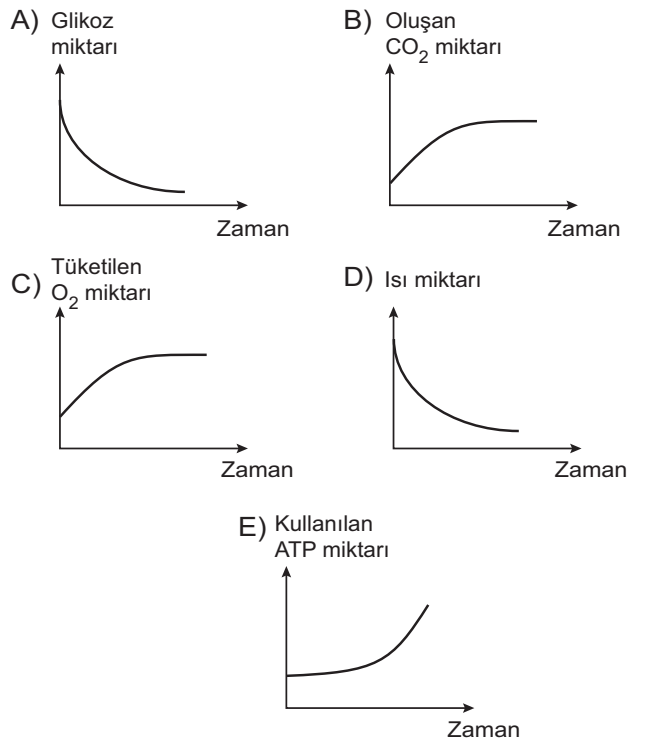 A) Glikoz
miktarı
Zaman
B) Oluşan
CO₂ miktarı
Zaman
C) Tüketilen
O₂ miktarı
Zaman
D) Isı miktarı
Zaman
E) Kullanılan
ATP miktarı
Zaman